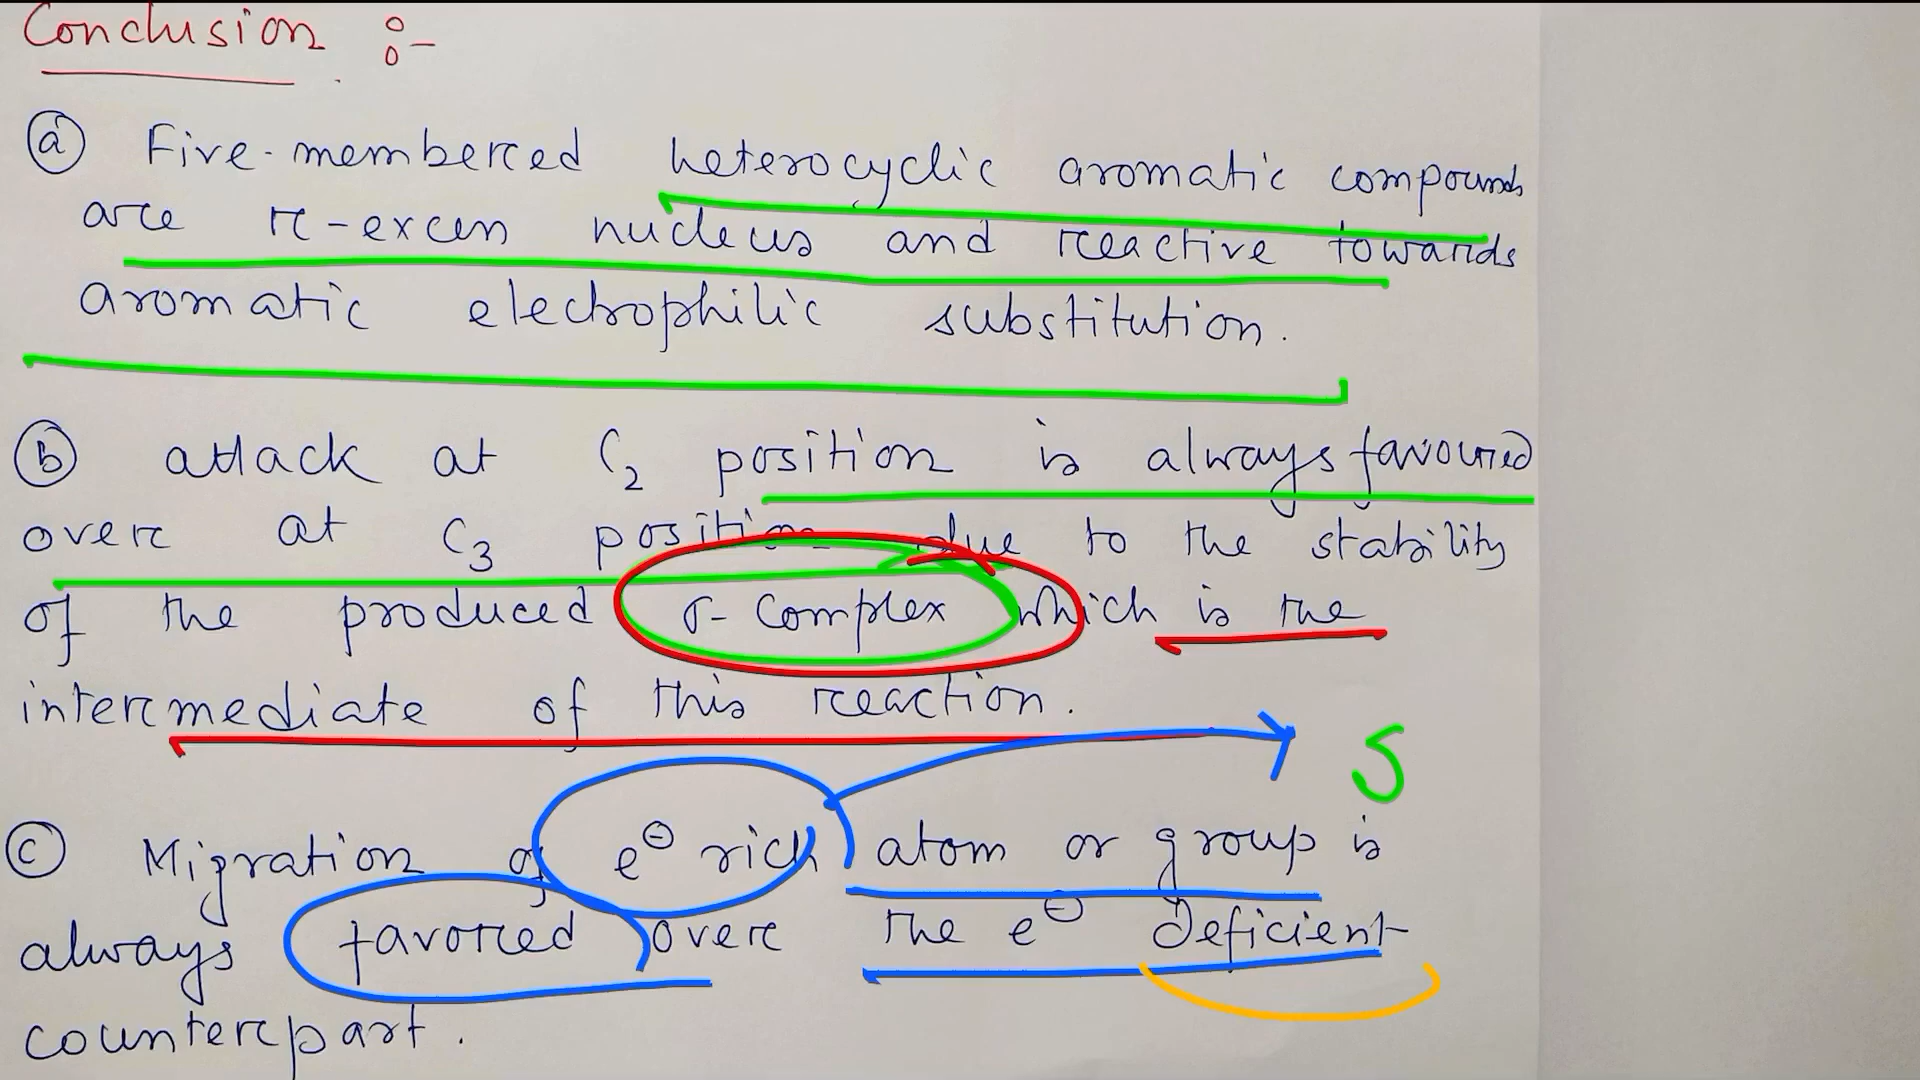 Conclusion :-
(a) Five-membered heterocyclic aromatic compounds
are π-excess nucleus and reactive towards
aromatic electrophilic substitution.
(b) attack at C2 position is always favoured
over at C3 position due to the stability
of the produced σ-complex which is the
intermediate of this reaction.
S
(c) Migration of e⊖ rich atom or group is
always favored over the e⊖ deficient
counterpart.